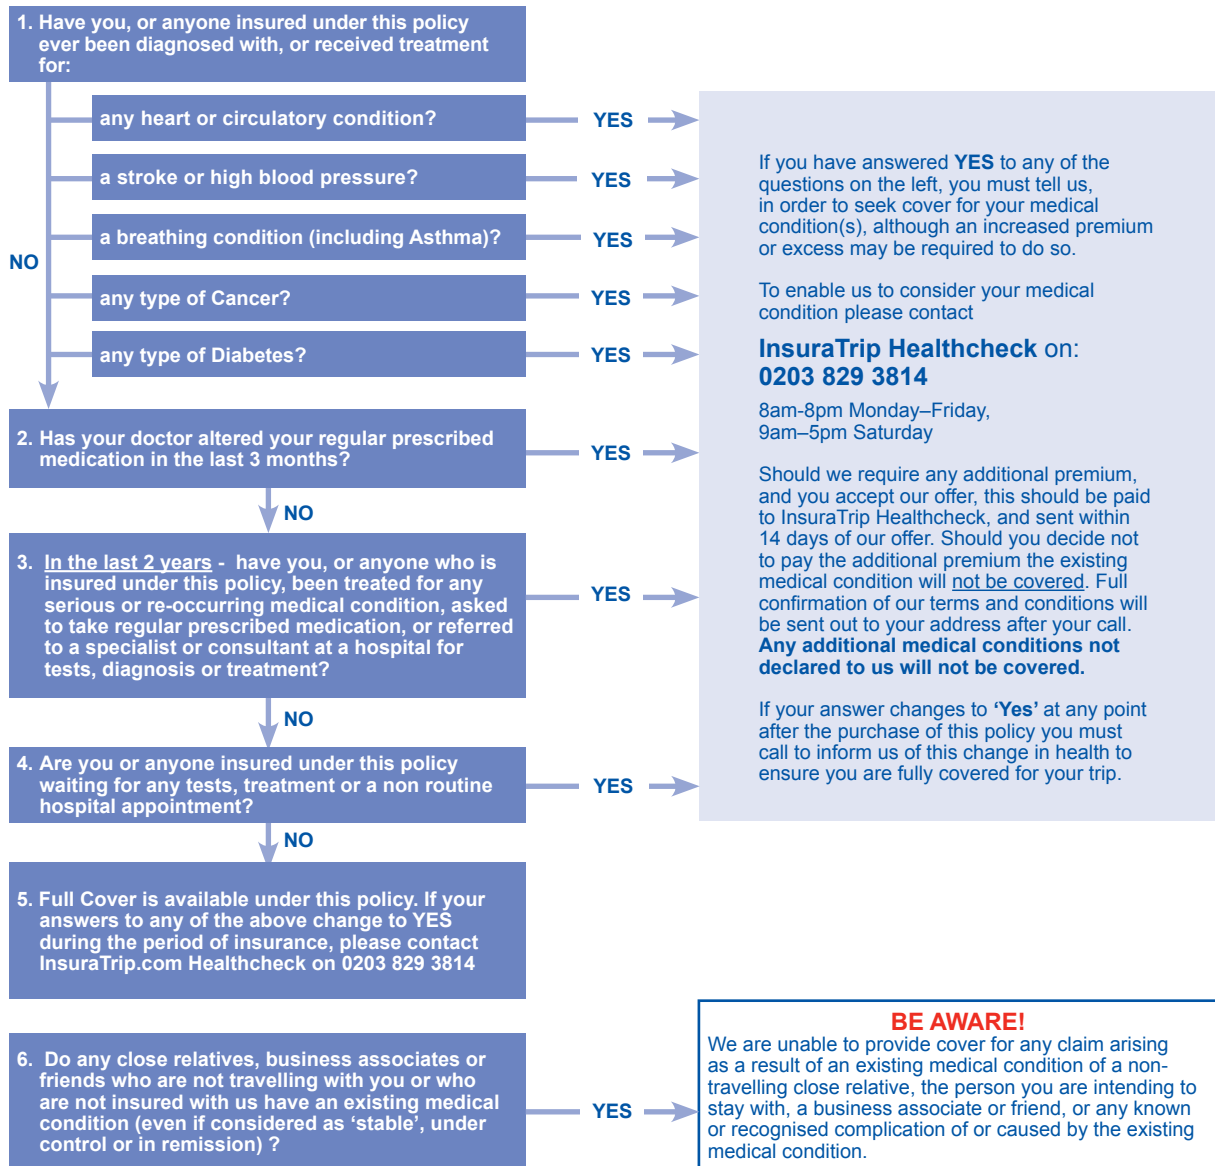 1. Have you, or anyone insured under this policy
ever been diagnosed with, or received treatment
for:
any heart or circulatory condition?
YES
a stroke or high blood pressure?
YES
a breathing condition (including Asthma)?
YES
NO
any type of Cancer?
YES
any type of Diabetes?
YES
2. Has your doctor altered your regular prescribed
medication in the last 3 months?
YES
NO
3. In the last 2 years - have you, or anyone who is
insured under this policy, been treated for any
serious or re-occurring medical condition, asked
to take regular prescribed medication, or referred
to a specialist or consultant at a hospital for
tests, diagnosis or treatment?
YES
NO
4. Are you or anyone insured under this policy
waiting for any tests, treatment or a non routine
hospital appointment?
YES
NO
5. Full Cover is available under this policy. If your
answers to any of the above change to YES
during the period of insurance, please contact
InsuraTrip.com Healthcheck on 0203 829 3814
If you have answered YES to any of the
questions on the left, you must tell us,
in order to seek cover for your medical
condition(s), although an increased premium
or excess may be required to do so.
To enable us to consider your medical
condition please contact
InsuraTrip Healthcheck on:
0203 829 3814
8am-8pm Monday–Friday,
9am–5pm Saturday
Should we require any additional premium,
and you accept our offer, this should be paid
to InsuraTrip Healthcheck, and sent within
14 days of our offer. Should you decide not
to pay the additional premium the existing
medical condition will not be covered. Full
confirmation of our terms and conditions will
be sent out to your address after your call.
Any additional medical conditions not
declared to us will not be covered.
If your answer changes to ‘Yes’ at any point
after the purchase of this policy you must
call to inform us of this change in health to
ensure you are fully covered for your trip.
6. Do any close relatives, business associates or
friends who are not travelling with you or who
are not insured with us have an existing medical
condition (even if considered as ‘stable’, under
control or in remission) ?
YES
BE AWARE!
We are unable to provide cover for any claim arising
as a result of an existing medical condition of a non-
travelling close relative, the person you are intending to
stay with, a business associate or friend, or any known
or recognised complication of or caused by the existing
medical condition.